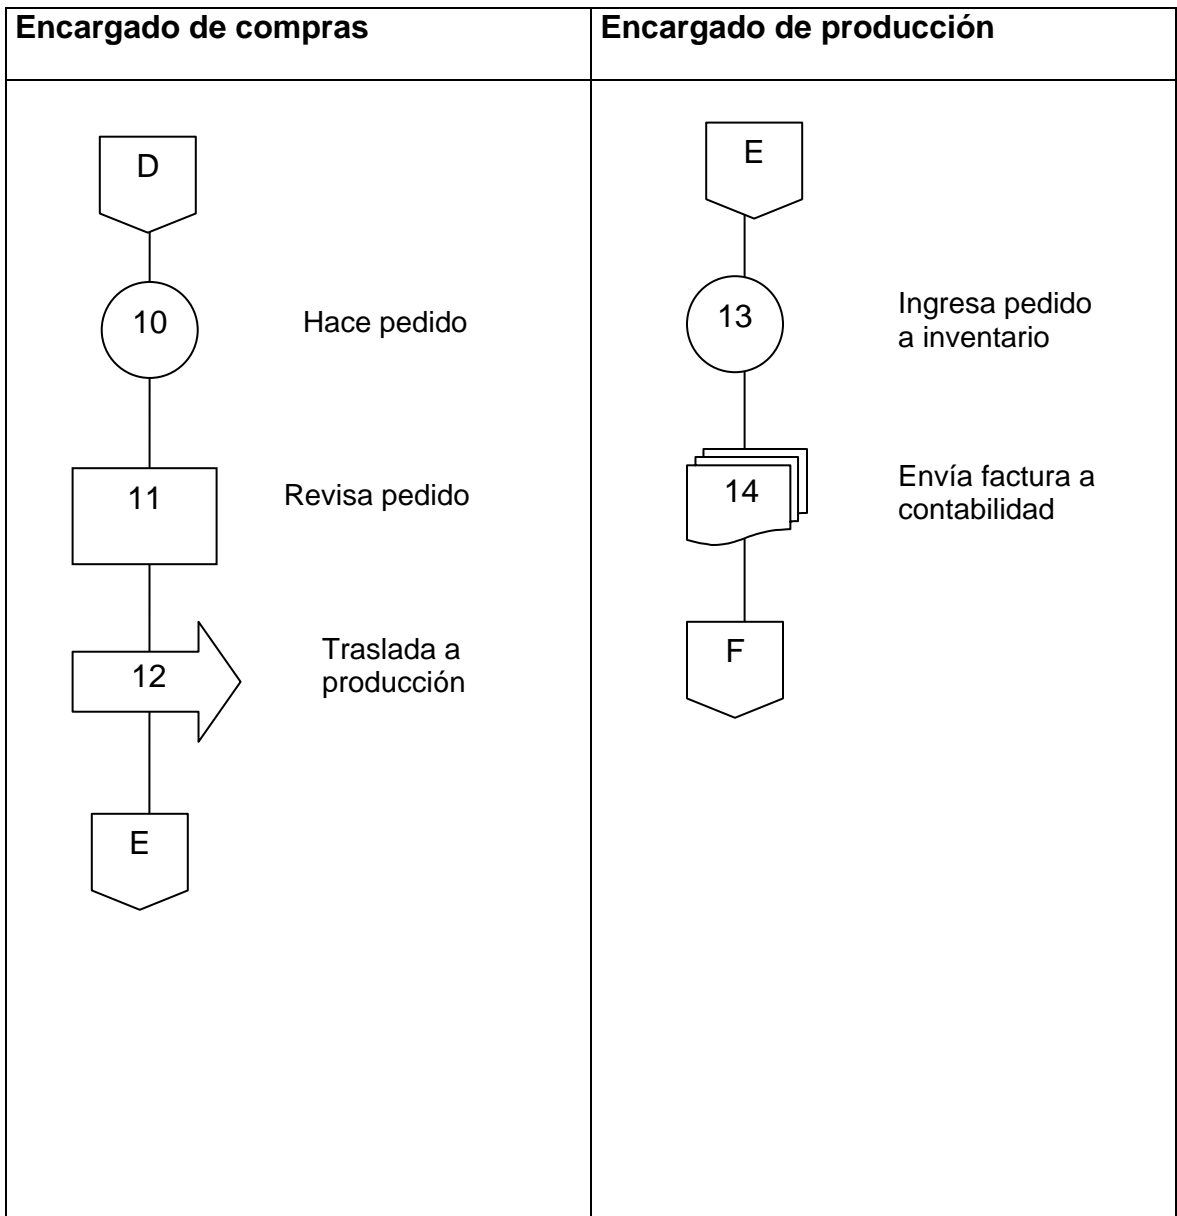 Encargado de compras
Encargado de producción
D
10
Hace pedido
11
Revisa pedido
12
Traslada a
producción
E
E
13
Ingresa pedido
a inventario
14
Envía factura a
contabilidad
F